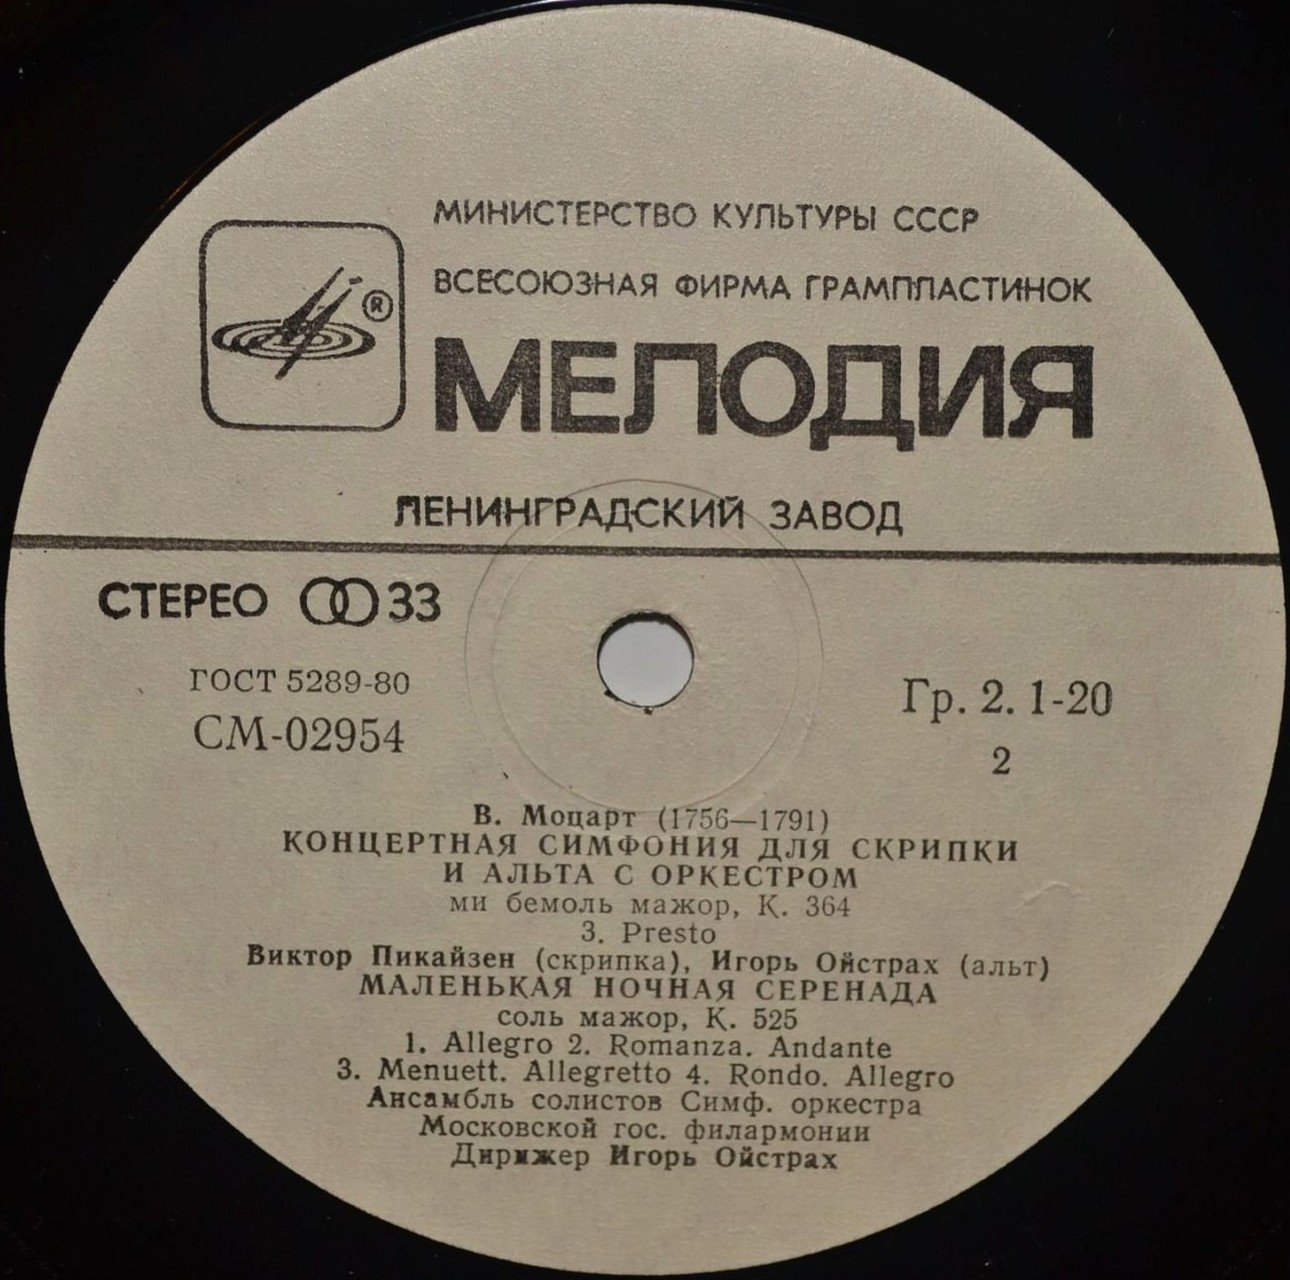 МИНИСТЕРСТВО КУЛЬТУРЫ СССР
ВСЕСОЮЗНАЯ ФИРМА ГРАМПЛАСТИНОК
®
МЕЛОДИЯ
ЛЕНИНГРАДСКИЙ ЗАВОД
СТЕРЕО 33
ГОСТ 5289-80
СМ-02954
Гр. 2. 1-20
2
В. Моцарт (1756—1791)
КОНЦЕРТНАЯ СИМФОНИЯ ДЛЯ СКРИПКИ
И АЛЬТА С ОРКЕСТРОМ
ми бемоль мажор, К. 364
3. Presto
Виктор Пикайзен (скрипка), Игорь Ойстрах (альт)
МАЛЕНЬКАЯ НОЧНАЯ СЕРЕНАДА
соль мажор, К. 525
1. Allegro 2. Romanza. Andante
3. Menuett. Allegretto 4. Rondo. Allegro
Ансамбль солистов Симф. оркестра
Московской гос. филармонии
Дирижер Игорь Ойстрах